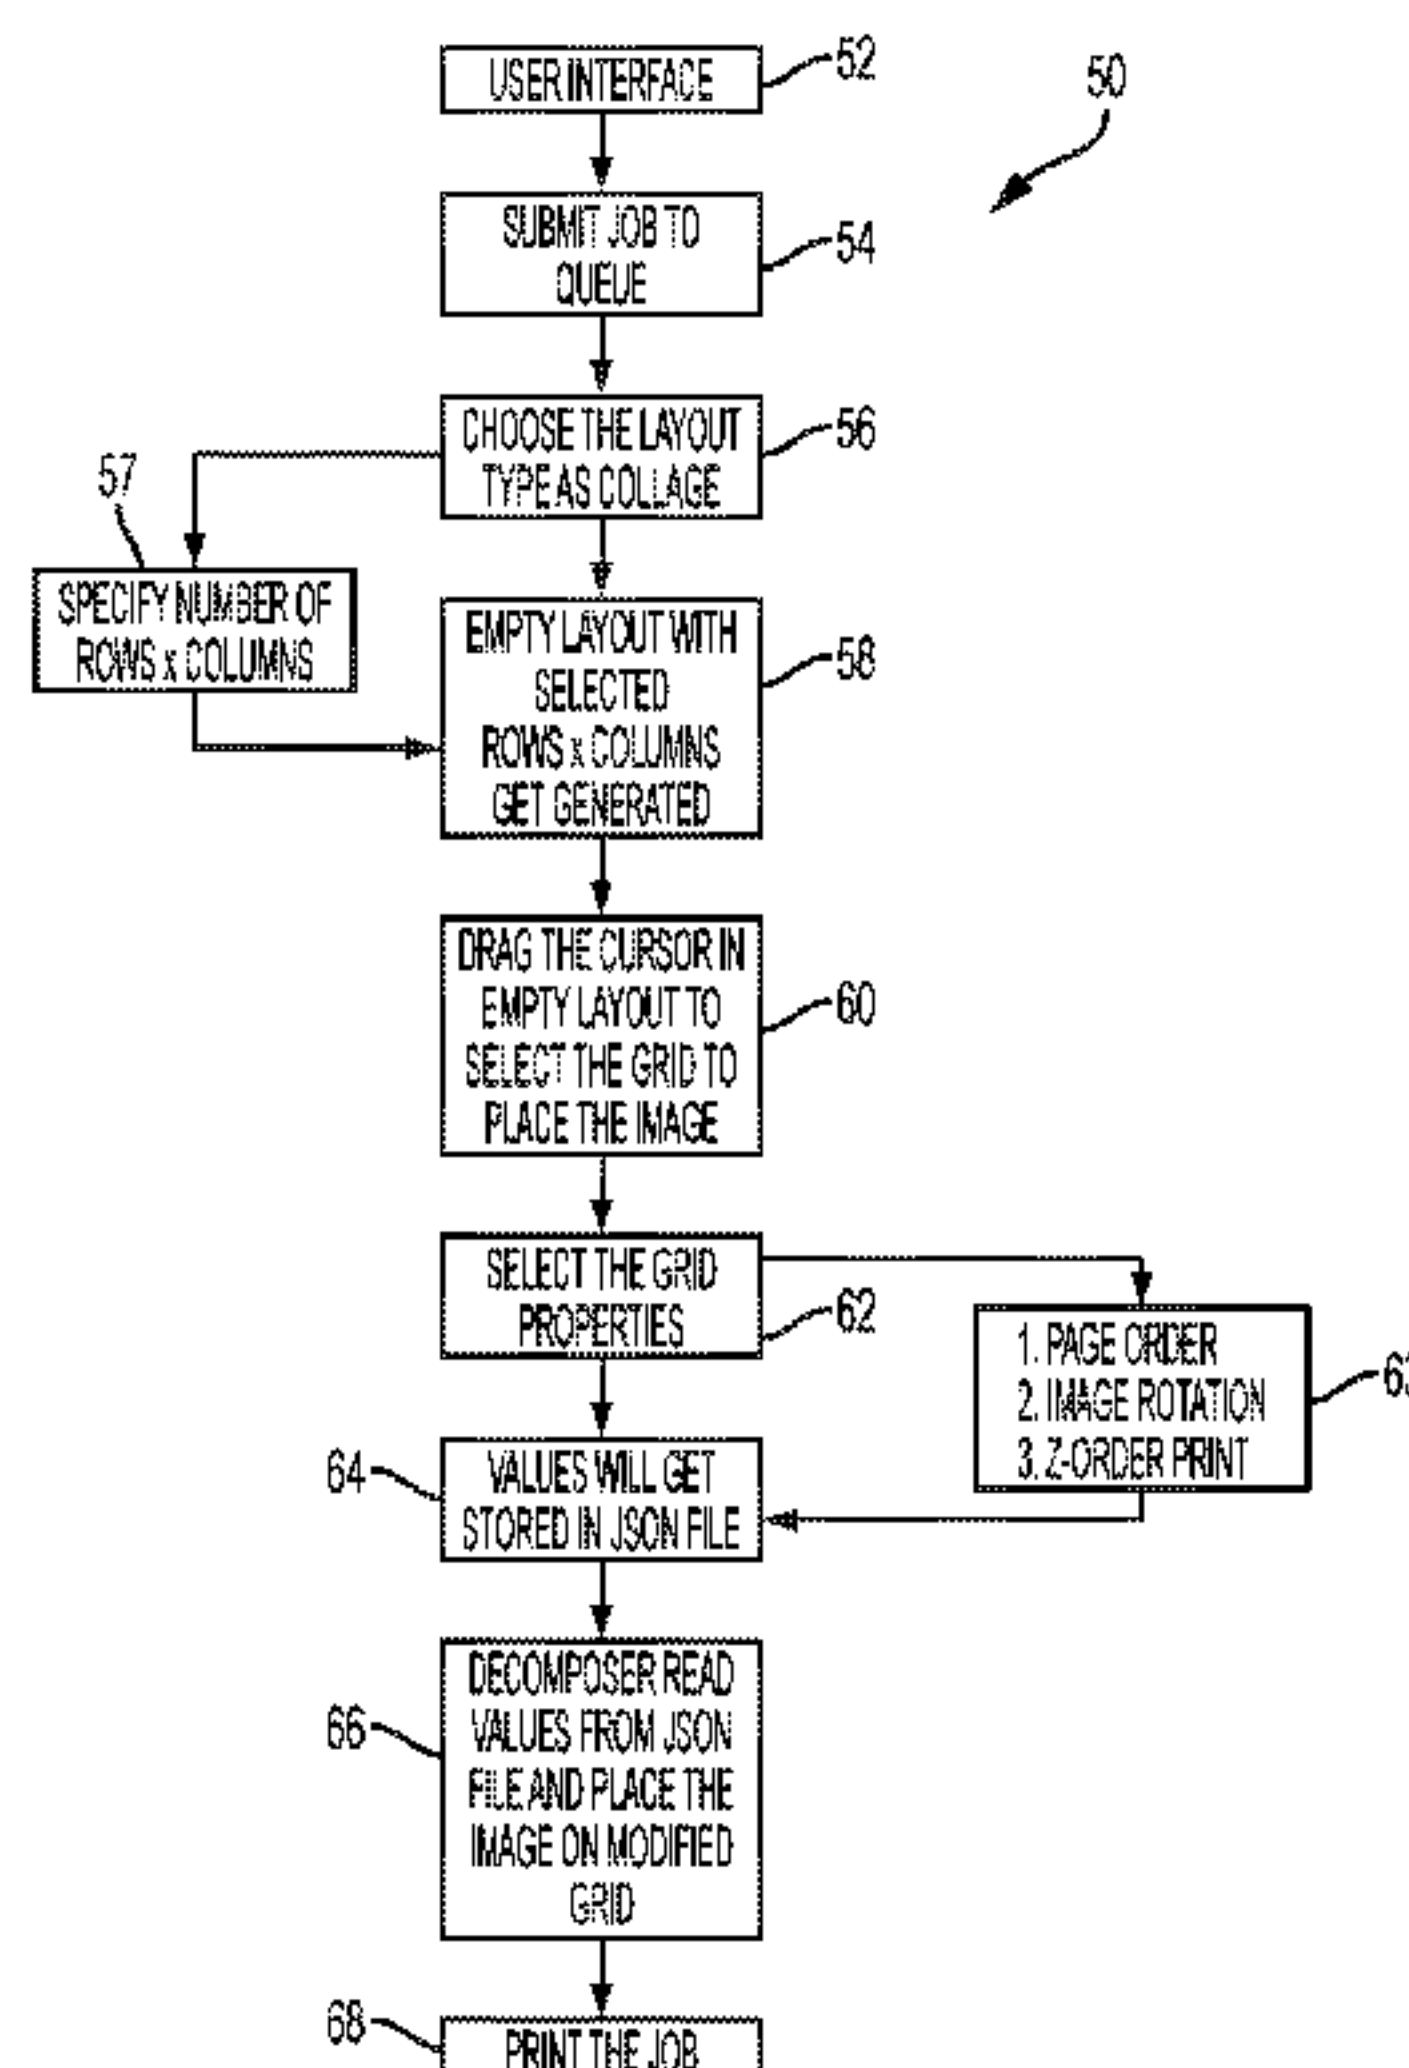 USER INTERFACE
52
50
SUBMIT JOB TO
QUEUE
54
CHOOSE THE LAYOUT
TYPE AS COLLAGE
56
57
SPECIFY NUMBER OF
ROWS x COLUMNS
EMPTY LAYOUT WITH
SELECTED
ROWS x COLUMNS
GET GENERATED
58
DRAG THE CURSOR IN
EMPTY LAYOUT TO
SELECT THE GRID TO
PLACE THE IMAGE
60
SELECT THE GRID
PROPERTIES
62
1. PAGE ORDER
2. IMAGE ROTATION
3. Z-ORDER PRINT
63
64
VALUES WILL GET
STORED IN JSON FILE
66
DECOMPOSER READ
VALUES FROM JSON
FILE AND PLACE THE
IMAGE ON MODIFIED
GRID
68
PRINT THE JOB